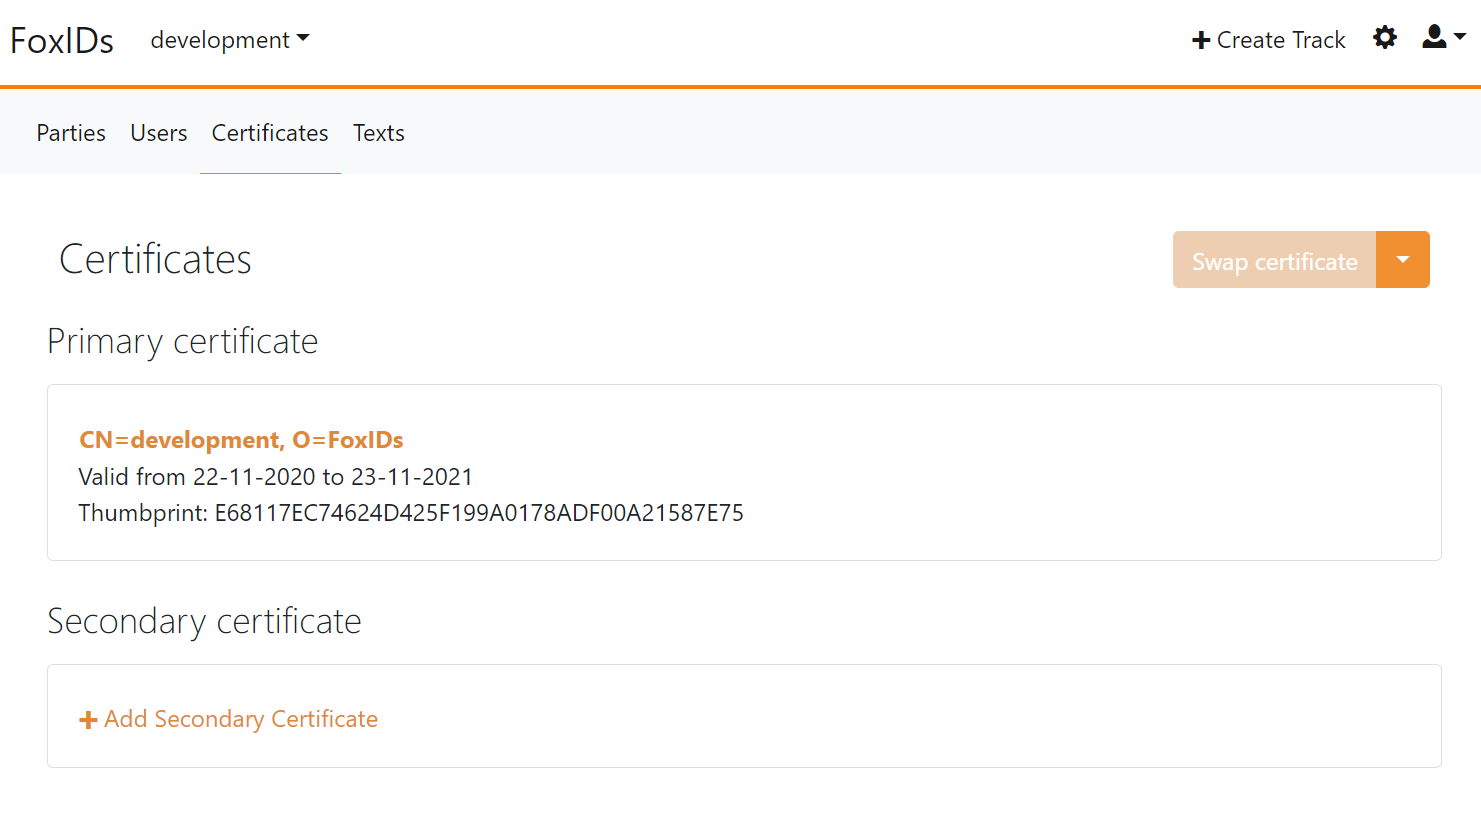 FoxIDs development Create Track
Parties Users Certificates Texts
Certificates Swap certificate
Primary certificate
CN=development, O=FoxIDs
Valid from 22-11-2020 to 23-11-2021
Thumbprint: E68117EC74624D425F199A0178ADF00A21587E75
Secondary certificate
Add Secondary Certificate